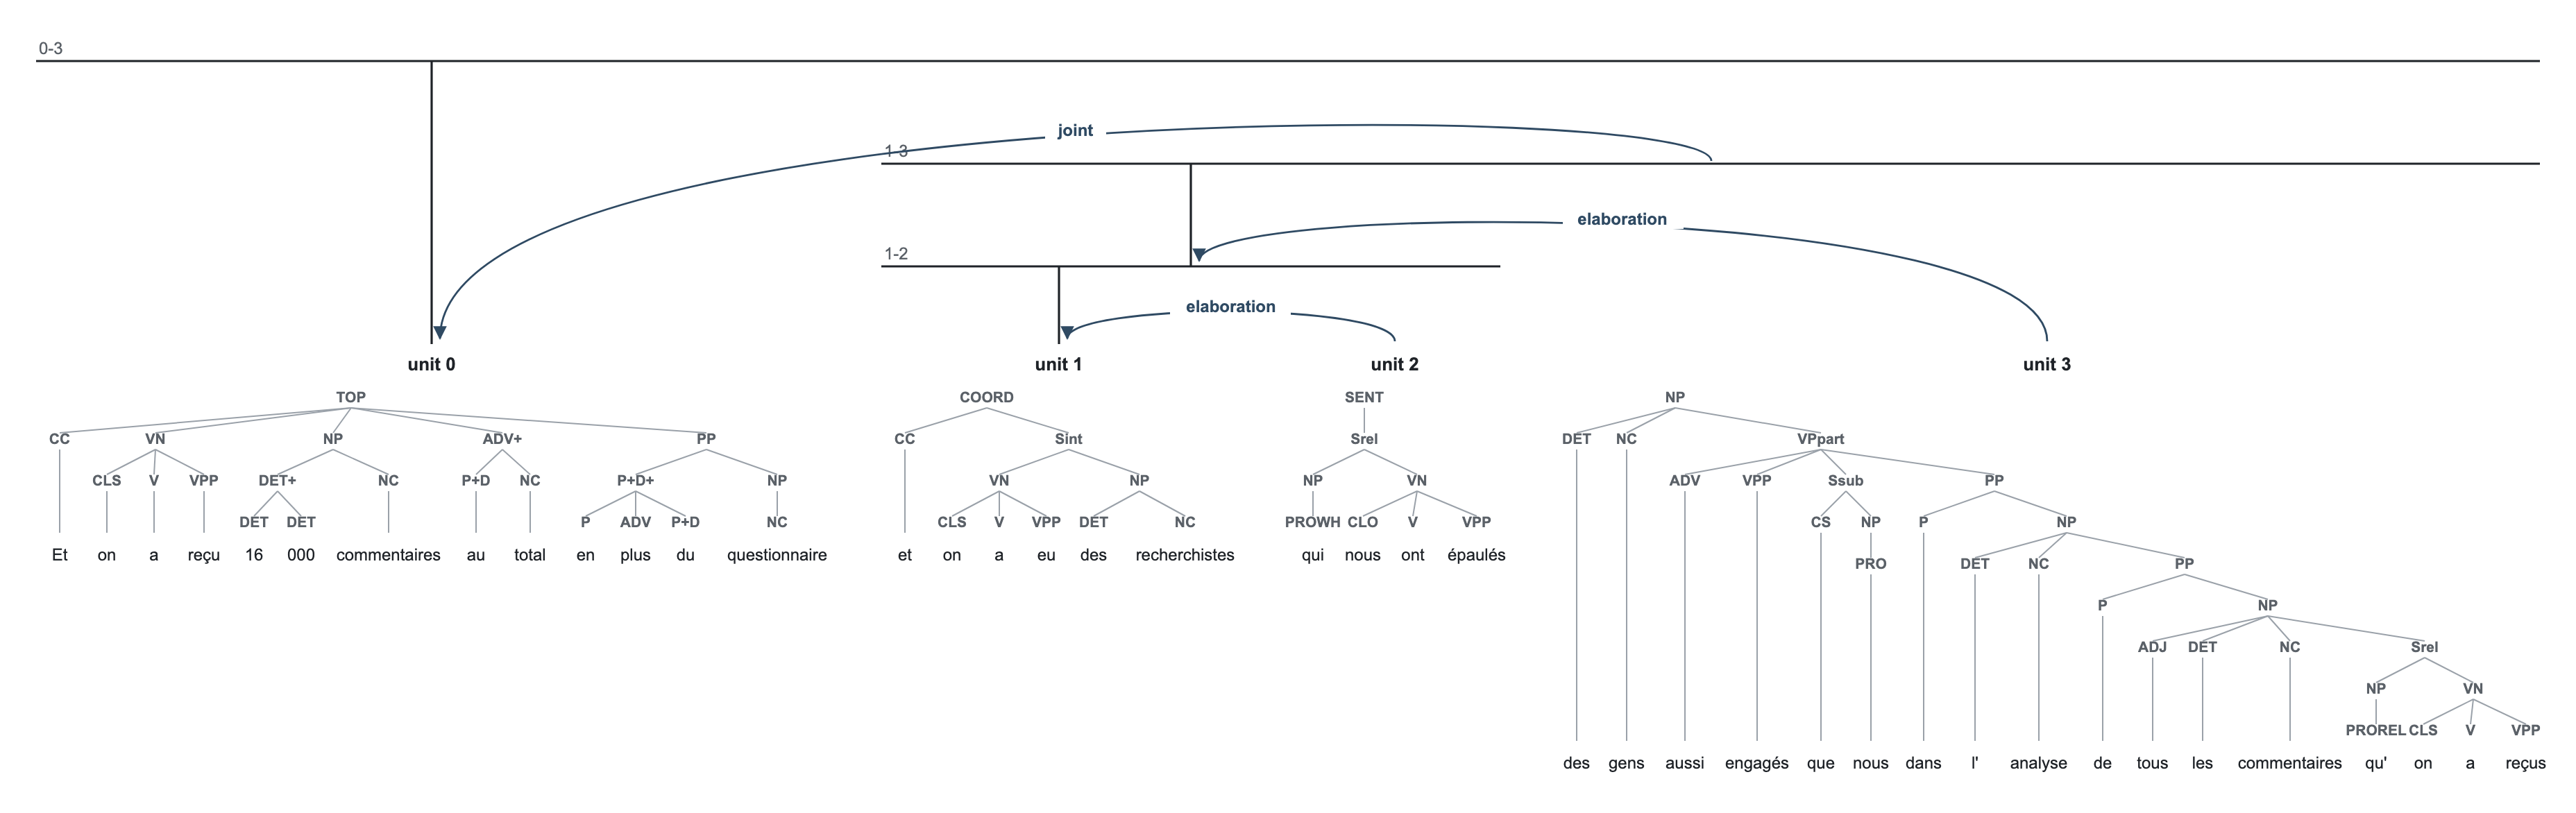 0-3
joint
1-3
elaboration
1-2
elaboration
unit 0 unit 1 unit 2 unit 3
TOP COORD SENT NP
CC VN NP ADV+ PP CC Sint Srel DET NC VPpart
CLS V VPP DET+ NC P+D NC P+D+ NP VN NP NP VN ADV VPP Ssub PP
DET DET P ADV P+D NC CLS V VPP DET NC PROWH CLO V VPP CS NP P NP
Et on a reçu 16 000 commentaires au total en plus du questionnaire et on a eu des recherchistes qui nous ont épaulés
PRO DET NC PP
P NP
ADJ DET NC Srel
NP VN
PROREL CLS V VPP
des gens aussi engagés que nous dans l' analyse de tous les commentaires qu' on a reçus